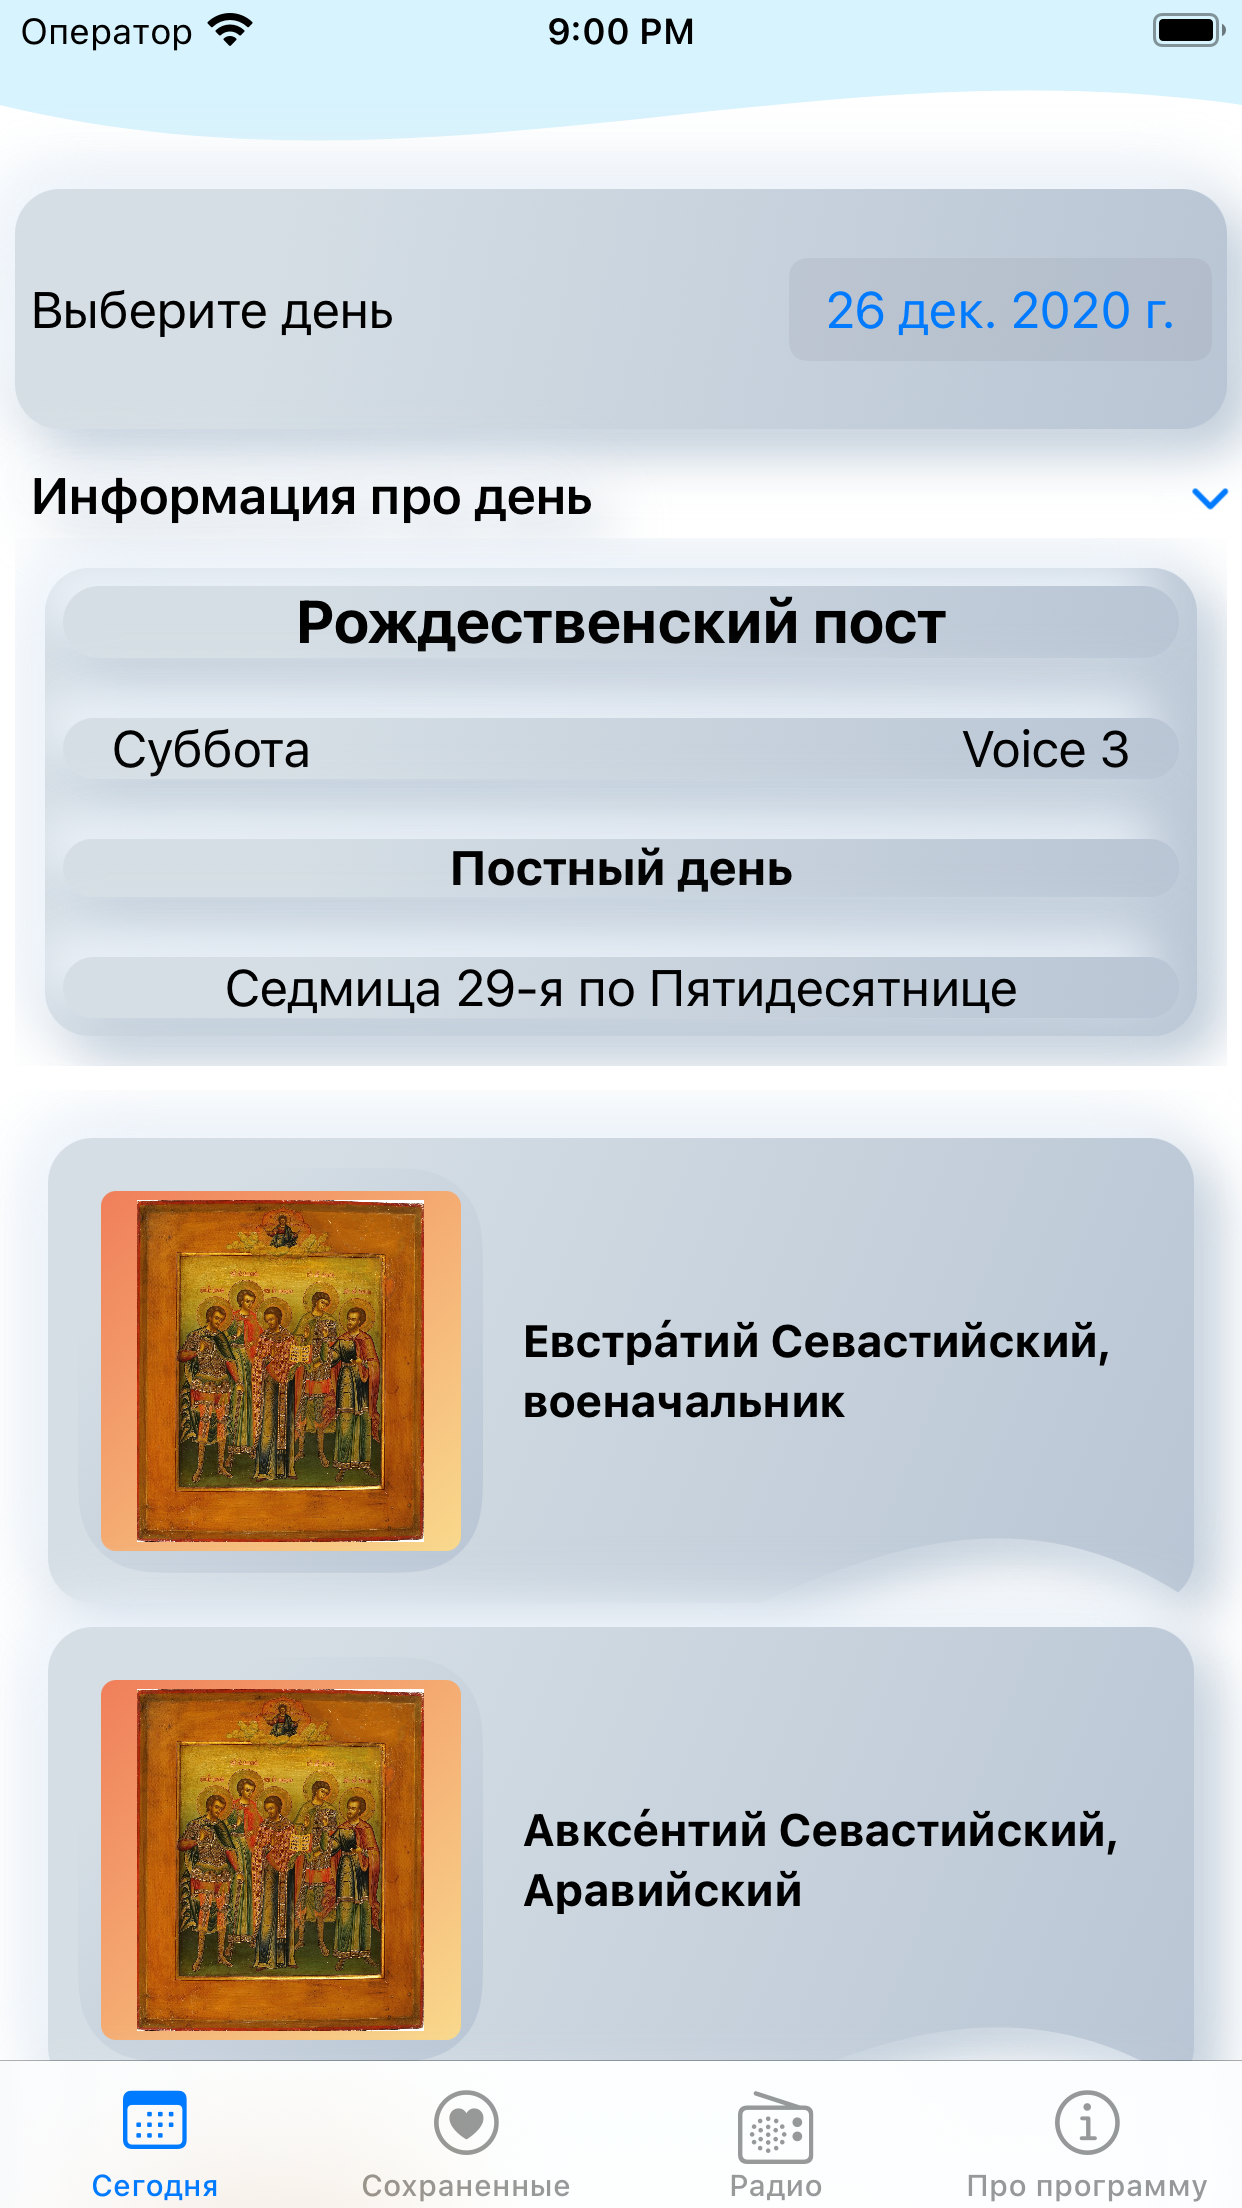 Оператор 9:00 PM
Выберите день 26 дек. 2020 г.
Информация про день
Рождественский пост
Суббота Voice 3
Постный день
Седмица 29-я по Пятидесятнице
Евстра́тий Севастийский,
военачальник
Авксе́нтий Севастийский,
Аравийский
Сегодня Сохраненные Радио Про программу